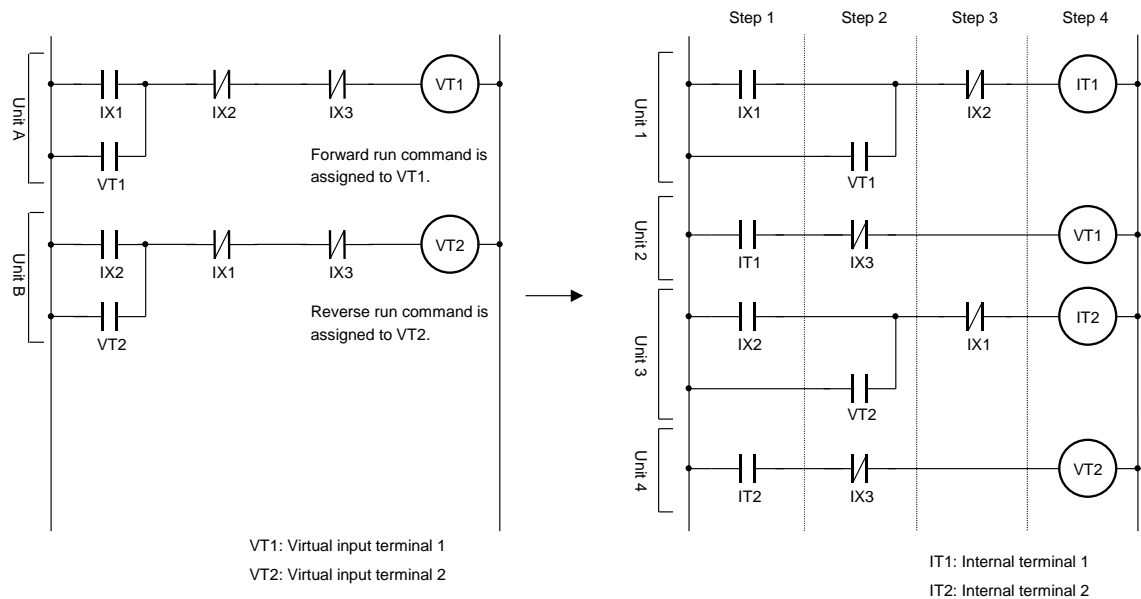 Unit A
IX1
IX2
IX3
VT1
VT1
Forward run command is
assigned to VT1.
Unit B
IX2
IX1
IX3
VT2
VT2
Reverse run command is
assigned to VT2.
VT1: Virtual input terminal 1
VT2: Virtual input terminal 2
Step 1 Step 2 Step 3 Step 4
Unit 1
IX1
IX2
IT1
VT1
Unit 2
IT1
IX3
VT1
Unit 3
IX2
IX1
IT2
VT2
Unit 4
IT2
IX3
VT2
IT1: Internal terminal 1
IT2: Internal terminal 2